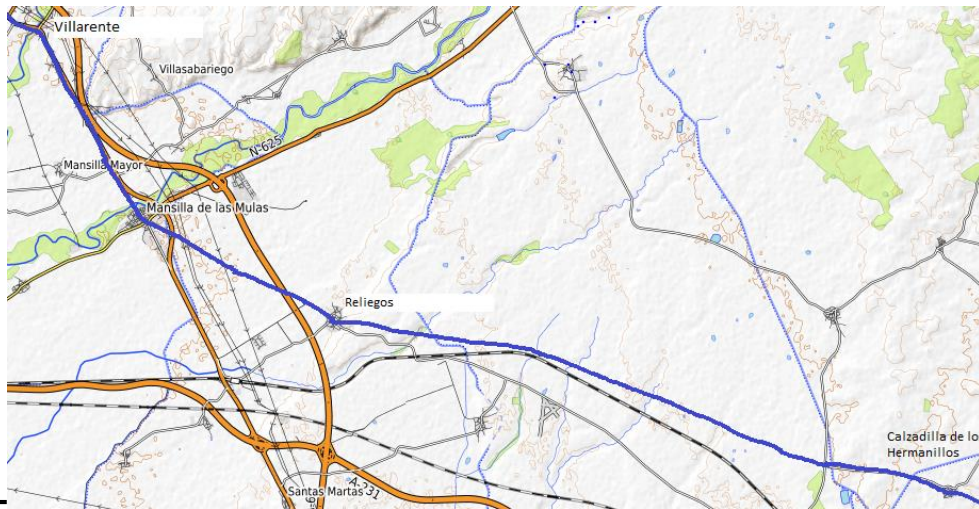 Villarente
Villasabariego
N-625
Mansilla Mayor
Mansilla de las Mulas
Reliegos
Calzadilla de lo
Hermanillos
Santas Martas
A-231